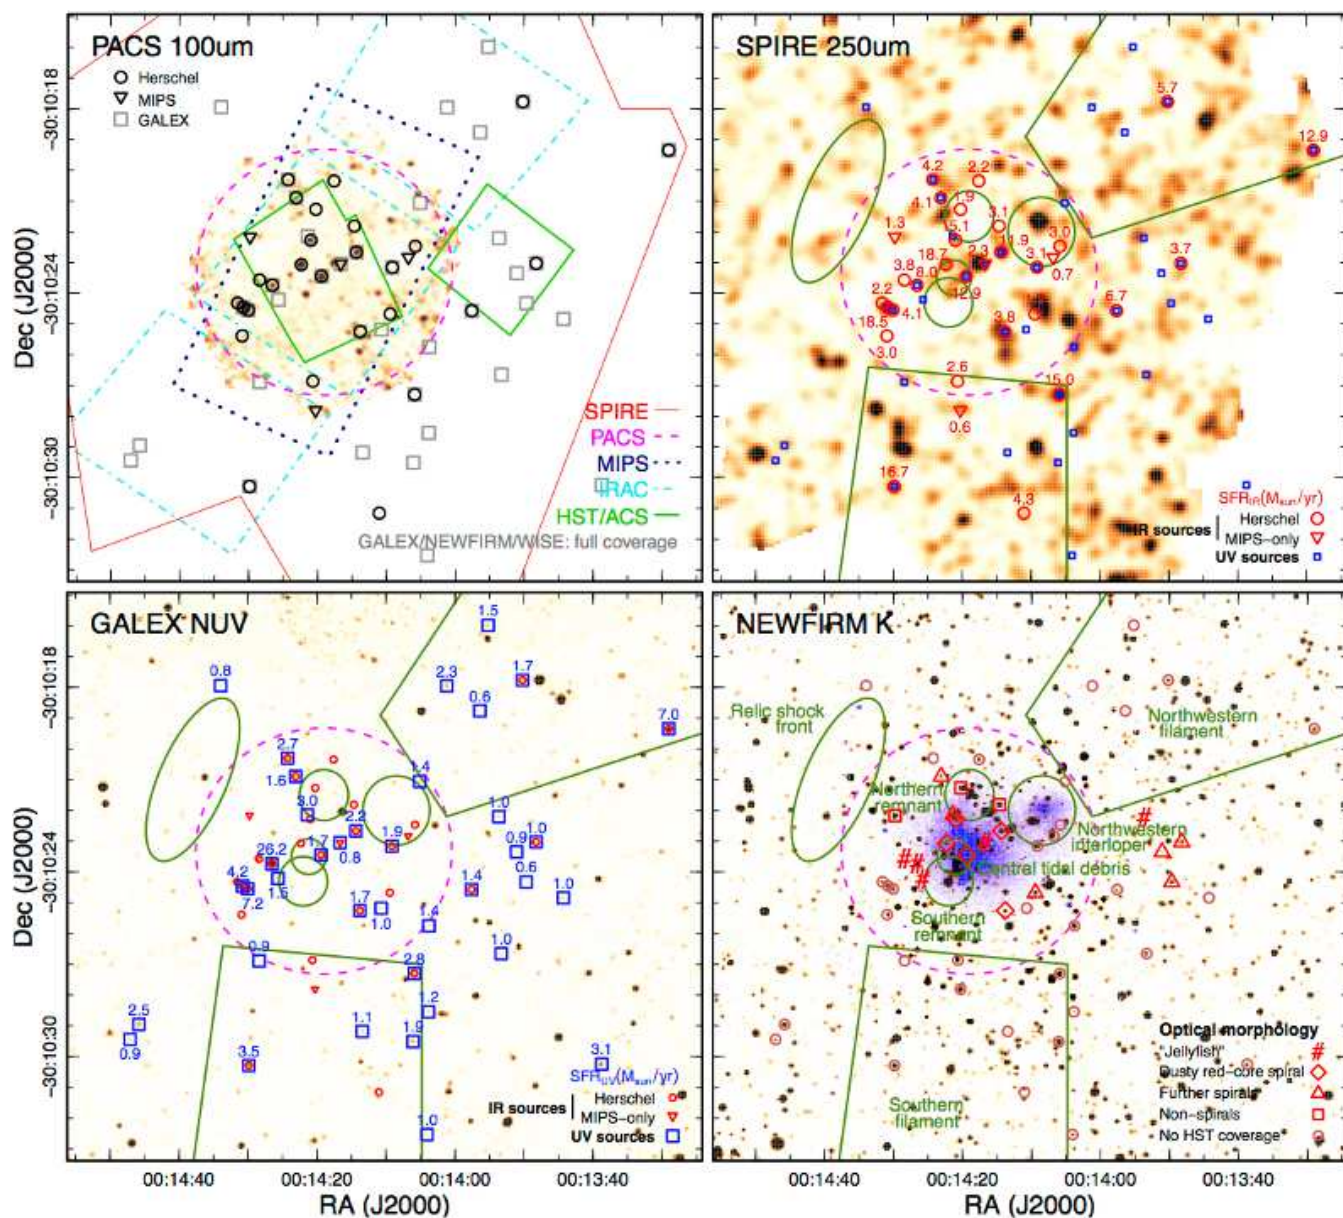 PACS 100um
Herschel
MIPS
GALEX
SPIRE
PACS
MIPS
IRAC
HST/ACS
GALEX/NEWFIRM/WISE: full coverage
Dec (J2000)
−30:10:18
−30:10:24
−30:10:30
SPIRE 250um
5.7
12.9
4.2
2.2
4.1
1.9
1.3
3.1
5.1
3.0
18.7
2.3
1.9
3.1
3.7
3.8
8.0
0.7
2.2
12.9
4.1
3.8
6.7
18.5
3.0
2.6
15.0
0.6
16.7
4.3
SFR_IR(M_sun/yr)
IR sources
Herschel
MIPS−only
UV sources
GALEX NUV
1.5
0.8
2.3
1.7
0.6
7.0
2.7
1.6
1.4
3.0
2.2
1.0
1.7
0.8
1.9
0.9
1.0
26.2
4.2
1.5
0.6
7.2
1.7
1.0
1.4
1.4
1.0
0.9
2.8
1.0
2.5
1.2
0.9
1.1
1.9
3.5
3.1
1.0
SFR_UV(M_sun/yr)
IR sources
Herschel
MIPS−only
UV sources
Dec (J2000)
−30:10:18
−30:10:24
−30:10:30
00:14:40
00:14:20
00:14:00
00:13:40
RA (J2000)
NEWFIRM K
Relic shock
front
Northwestern
filament
Northern
remnant
Northwestern
interloper
Central tidal debris
Southern
remnant
Southern
filament
Optical morphology
"Jellyfish"
Dusty red−core spiral
Further spirals
Non−spirals
No HST coverage
00:14:40
00:14:20
00:14:00
00:13:40
RA (J2000)